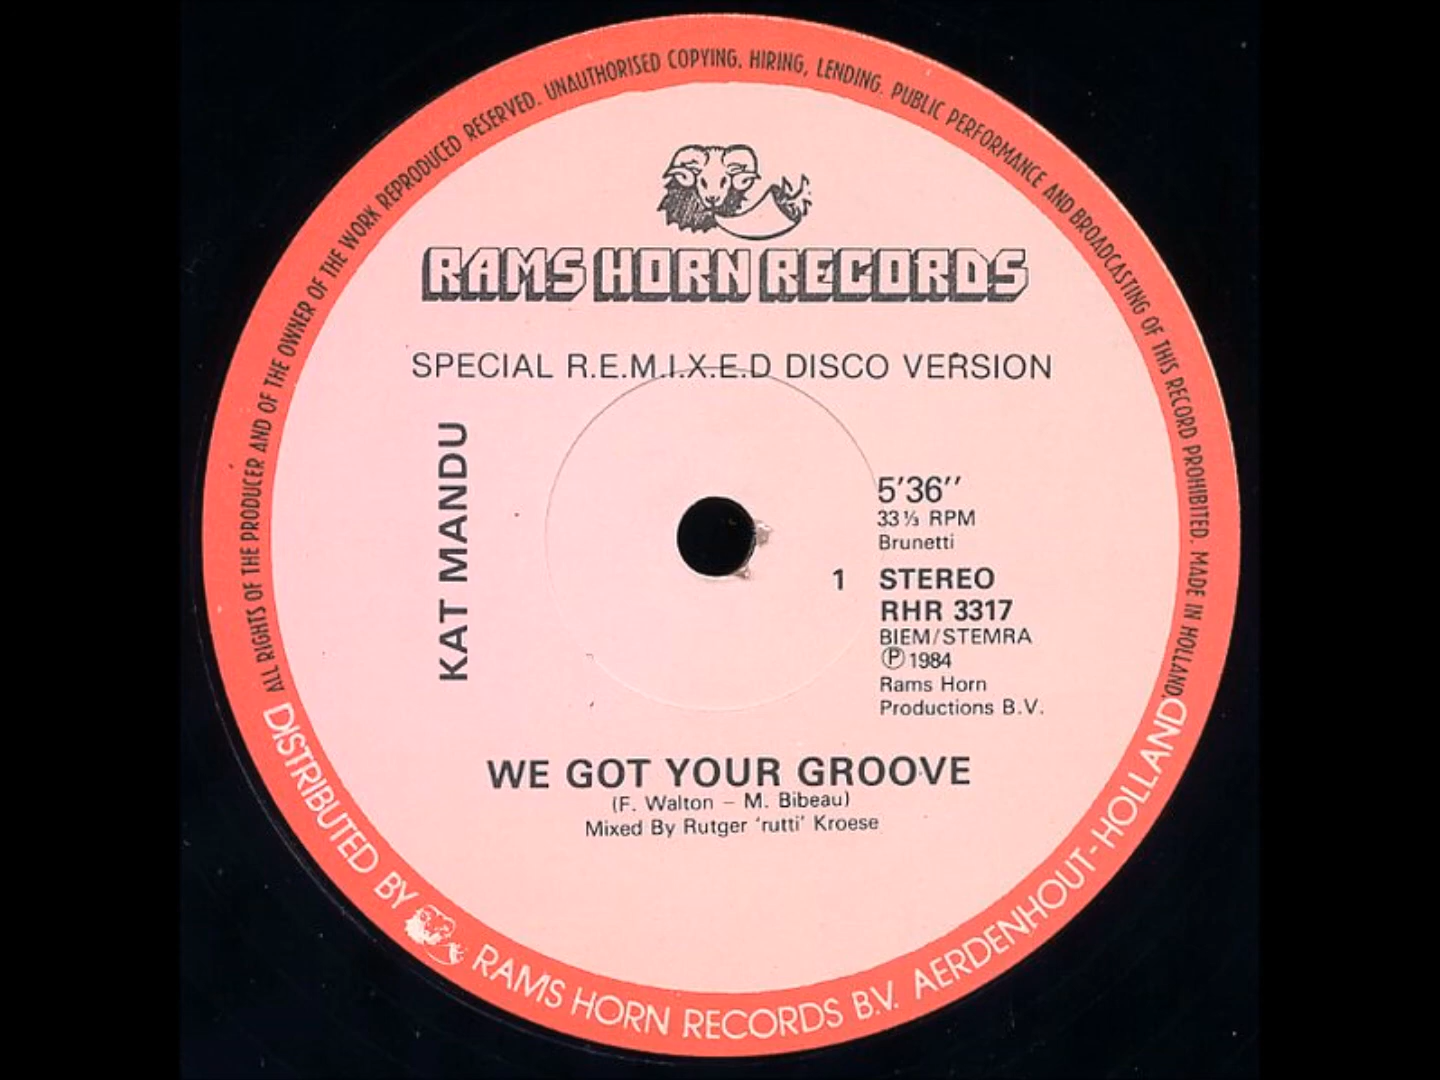 ALL RIGHTS OF THE PRODUCER AND OF THE OWNER OF THE WORK REPRODUCED RESERVED. UNAUTHORISED COPYING. HIRING, LENDING. PUBLIC PERFORMANCE AND BROADCASTING OF THIS RECORD PROHIBITED. MADE IN HOLLAND.
RAMS HORN RECORDS
SPECIAL R.E.M.I.X.E.D DISCO VERSION
KAT MANDU
5'36''
33⅓ RPM
Brunetti
1 STEREO
RHR 3317
BIEM/STEMRA
Ⓟ 1984
Rams Horn
Productions B.V.
WE GOT YOUR GROOVE
(F. Walton – M. Bibeau)
Mixed By Rutger 'rutti' Kroese
DISTRIBUTED BY RAMS HORN RECORDS B.V. AERDENHOUT-HOLLAND